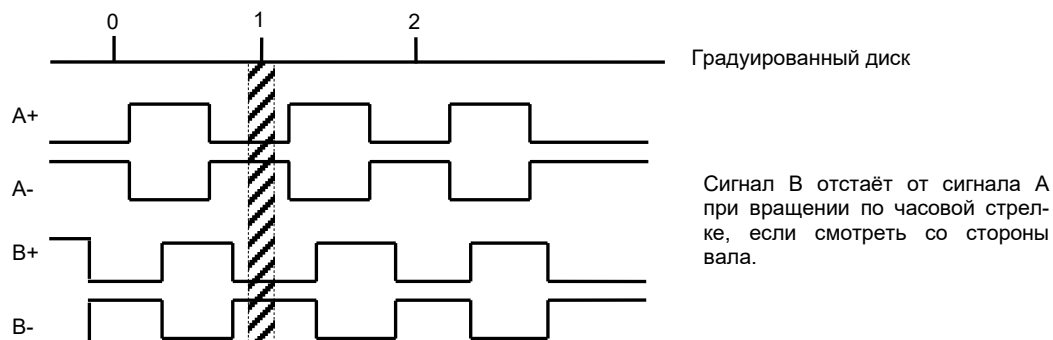 0 1 2
Градуированный диск
A+
A-
B+
B-
Сигнал B отстаёт от сигнала A
при вращении по часовой стрел-
ке, если смотреть со стороны
вала.